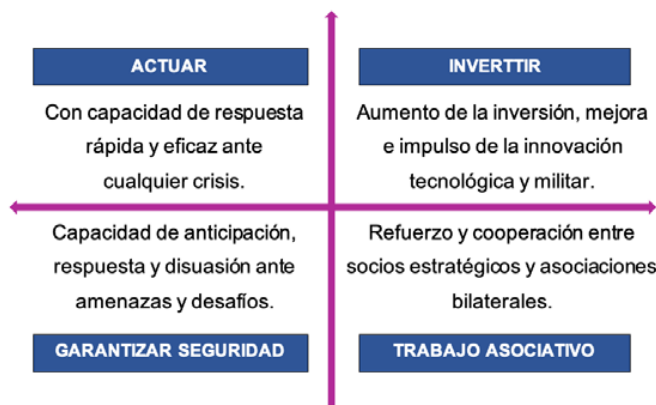 ACTUAR
Con capacidad de respuesta
rápida y eficaz ante
cualquier crisis.
INVERTTIR
Aumento de la inversión, mejora
e impulso de la innovación
tecnológica y militar.
Capacidad de anticipación,
respuesta y disuasión ante
amenazas y desafíos.
GARANTIZAR SEGURIDAD
Refuerzo y cooperación entre
socios estratégicos y asociaciones
bilaterales.
TRABAJO ASOCIATIVO